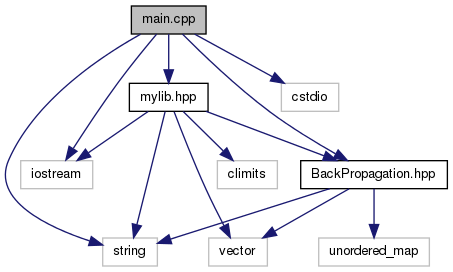 main.cpp
mylib.hpp
cstdio
iostream
climits
BackPropagation.hpp
string
vector
unordered_map